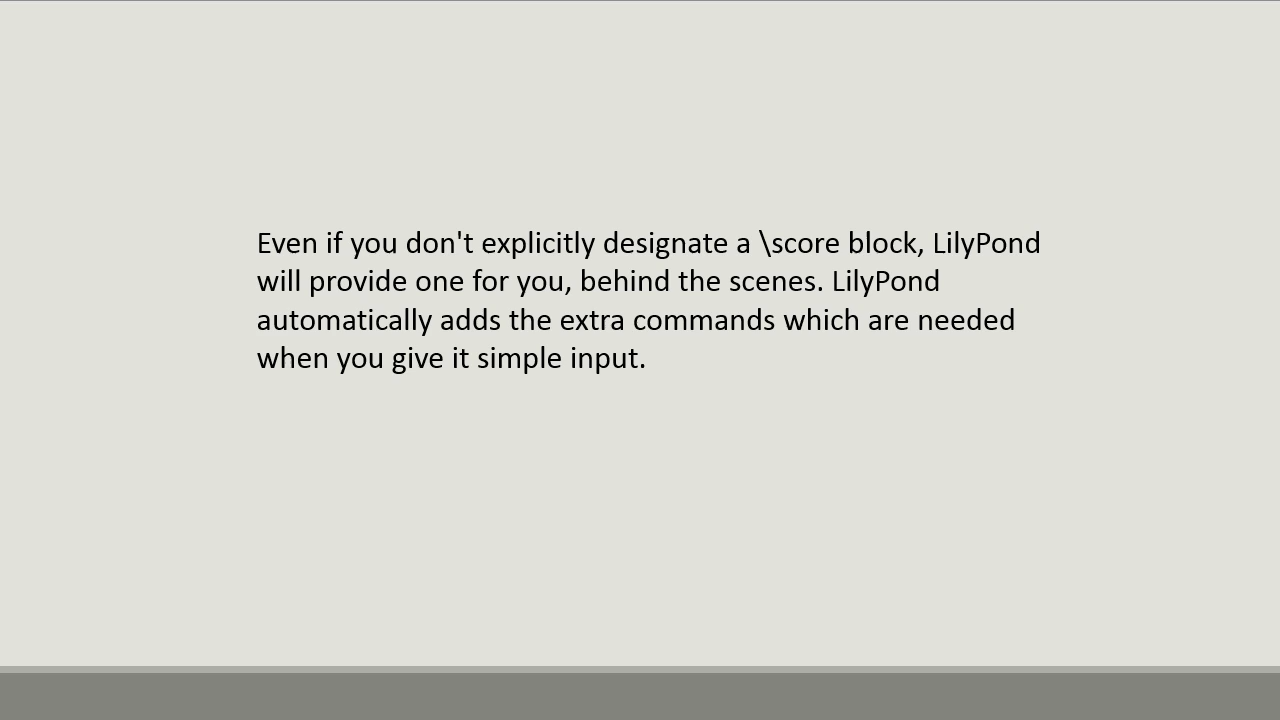 Even if you don't explicitly designate a \score block, LilyPond
will provide one for you, behind the scenes. LilyPond
automatically adds the extra commands which are needed
when you give it simple input.